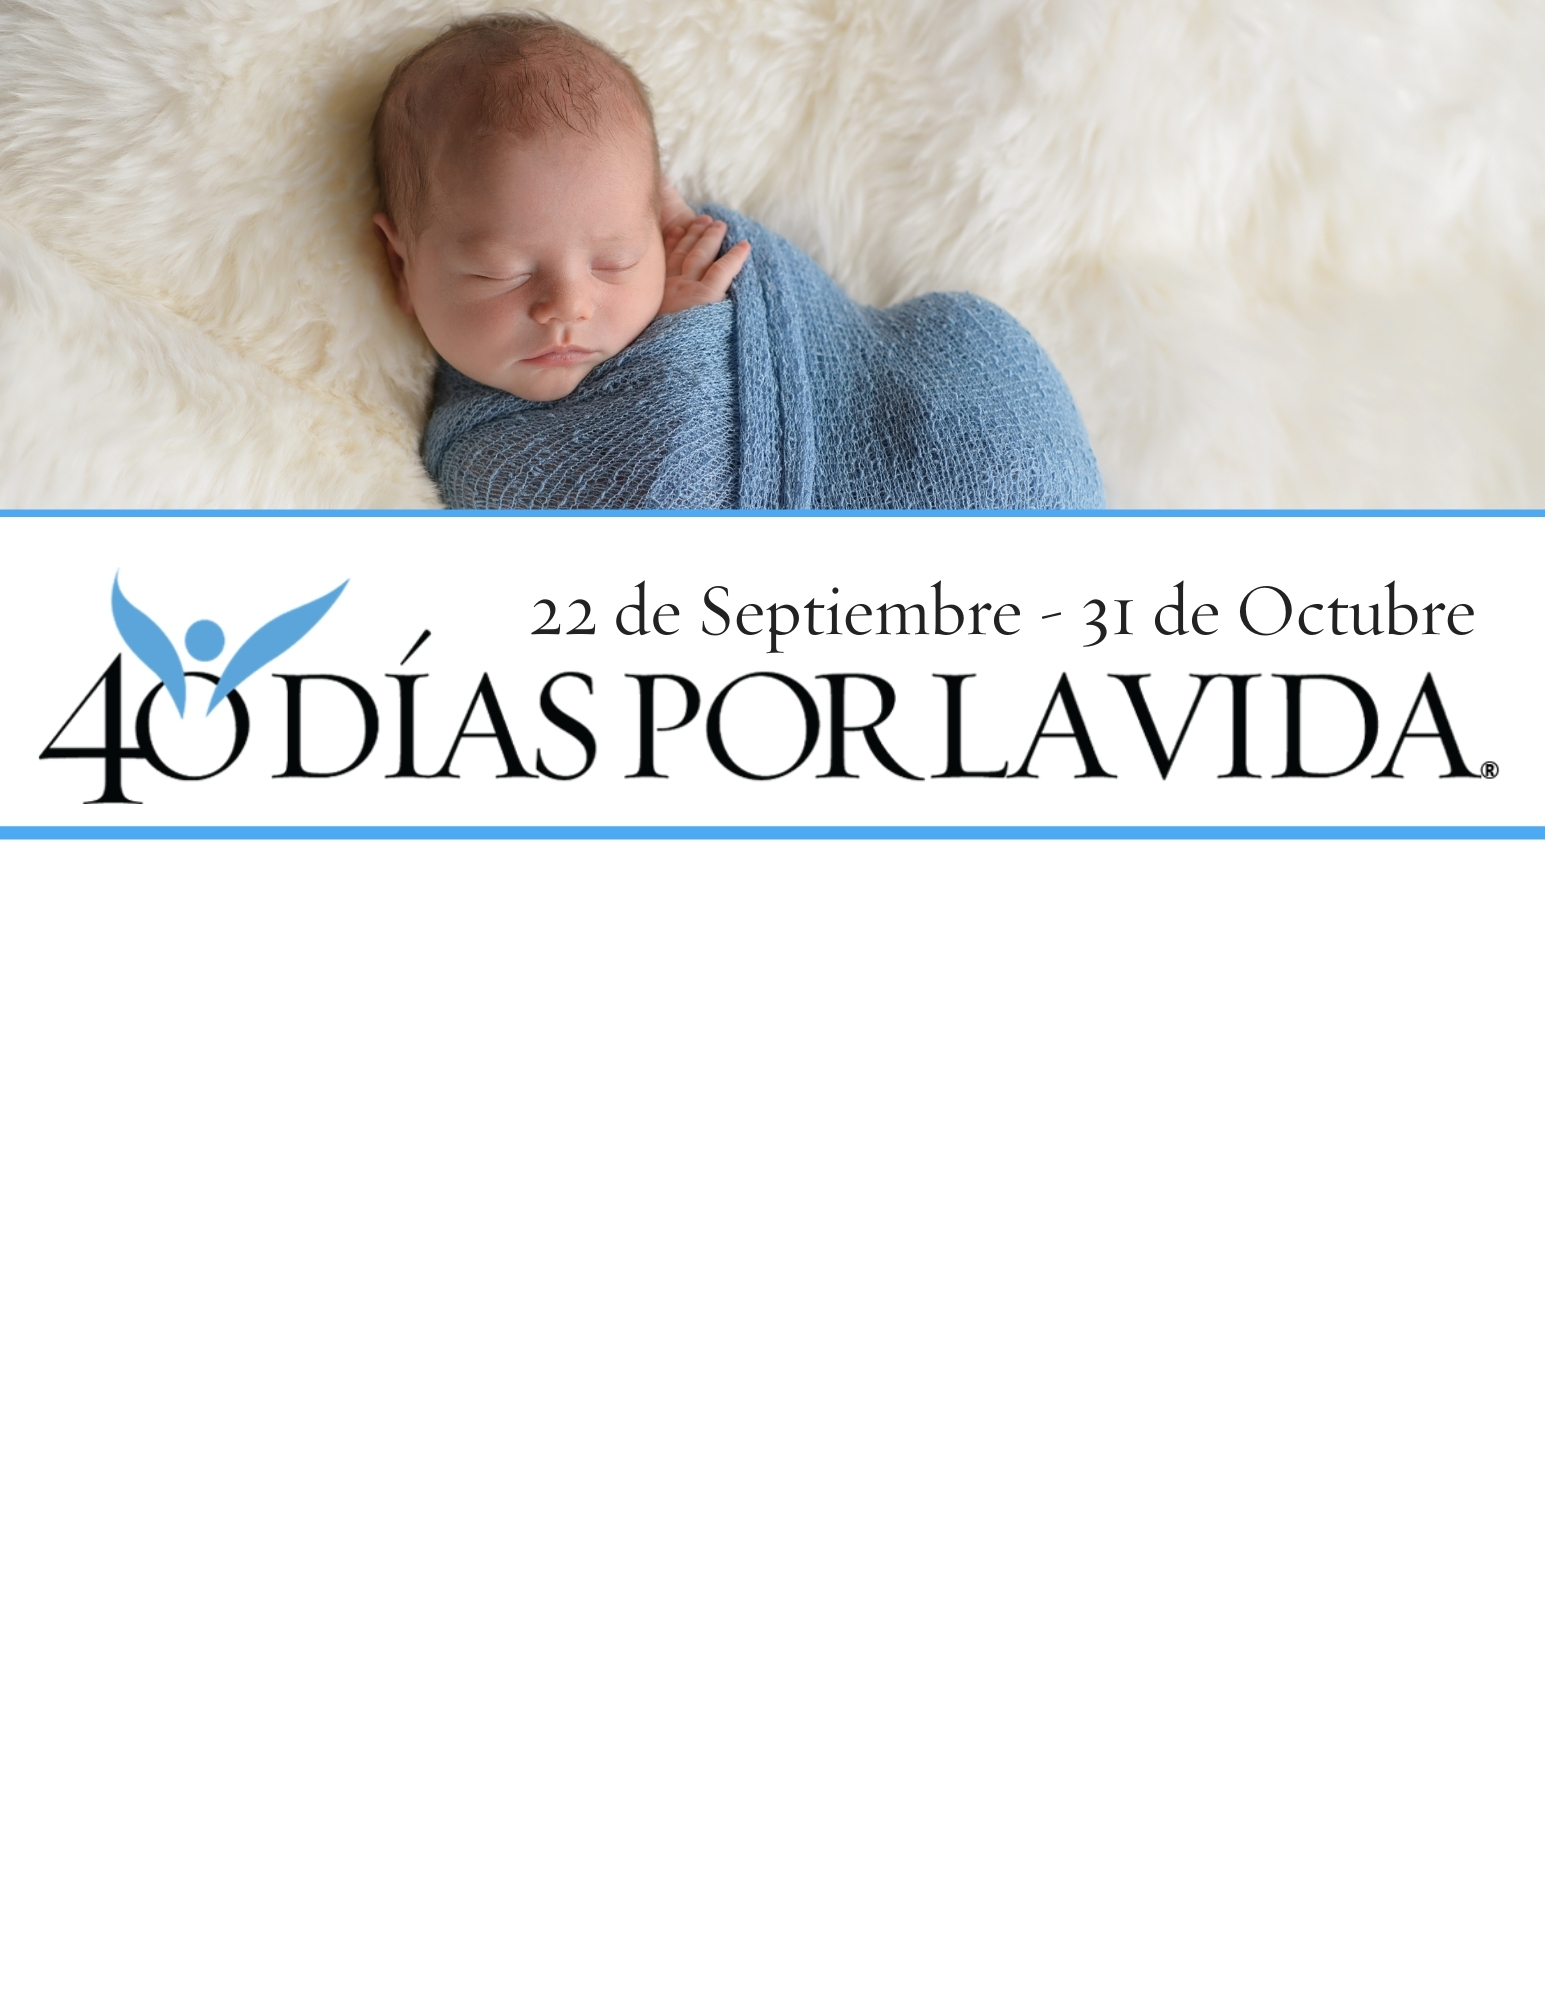 22 de Septiembre - 31 de Octubre
40 DÍAS POR LA VIDA®